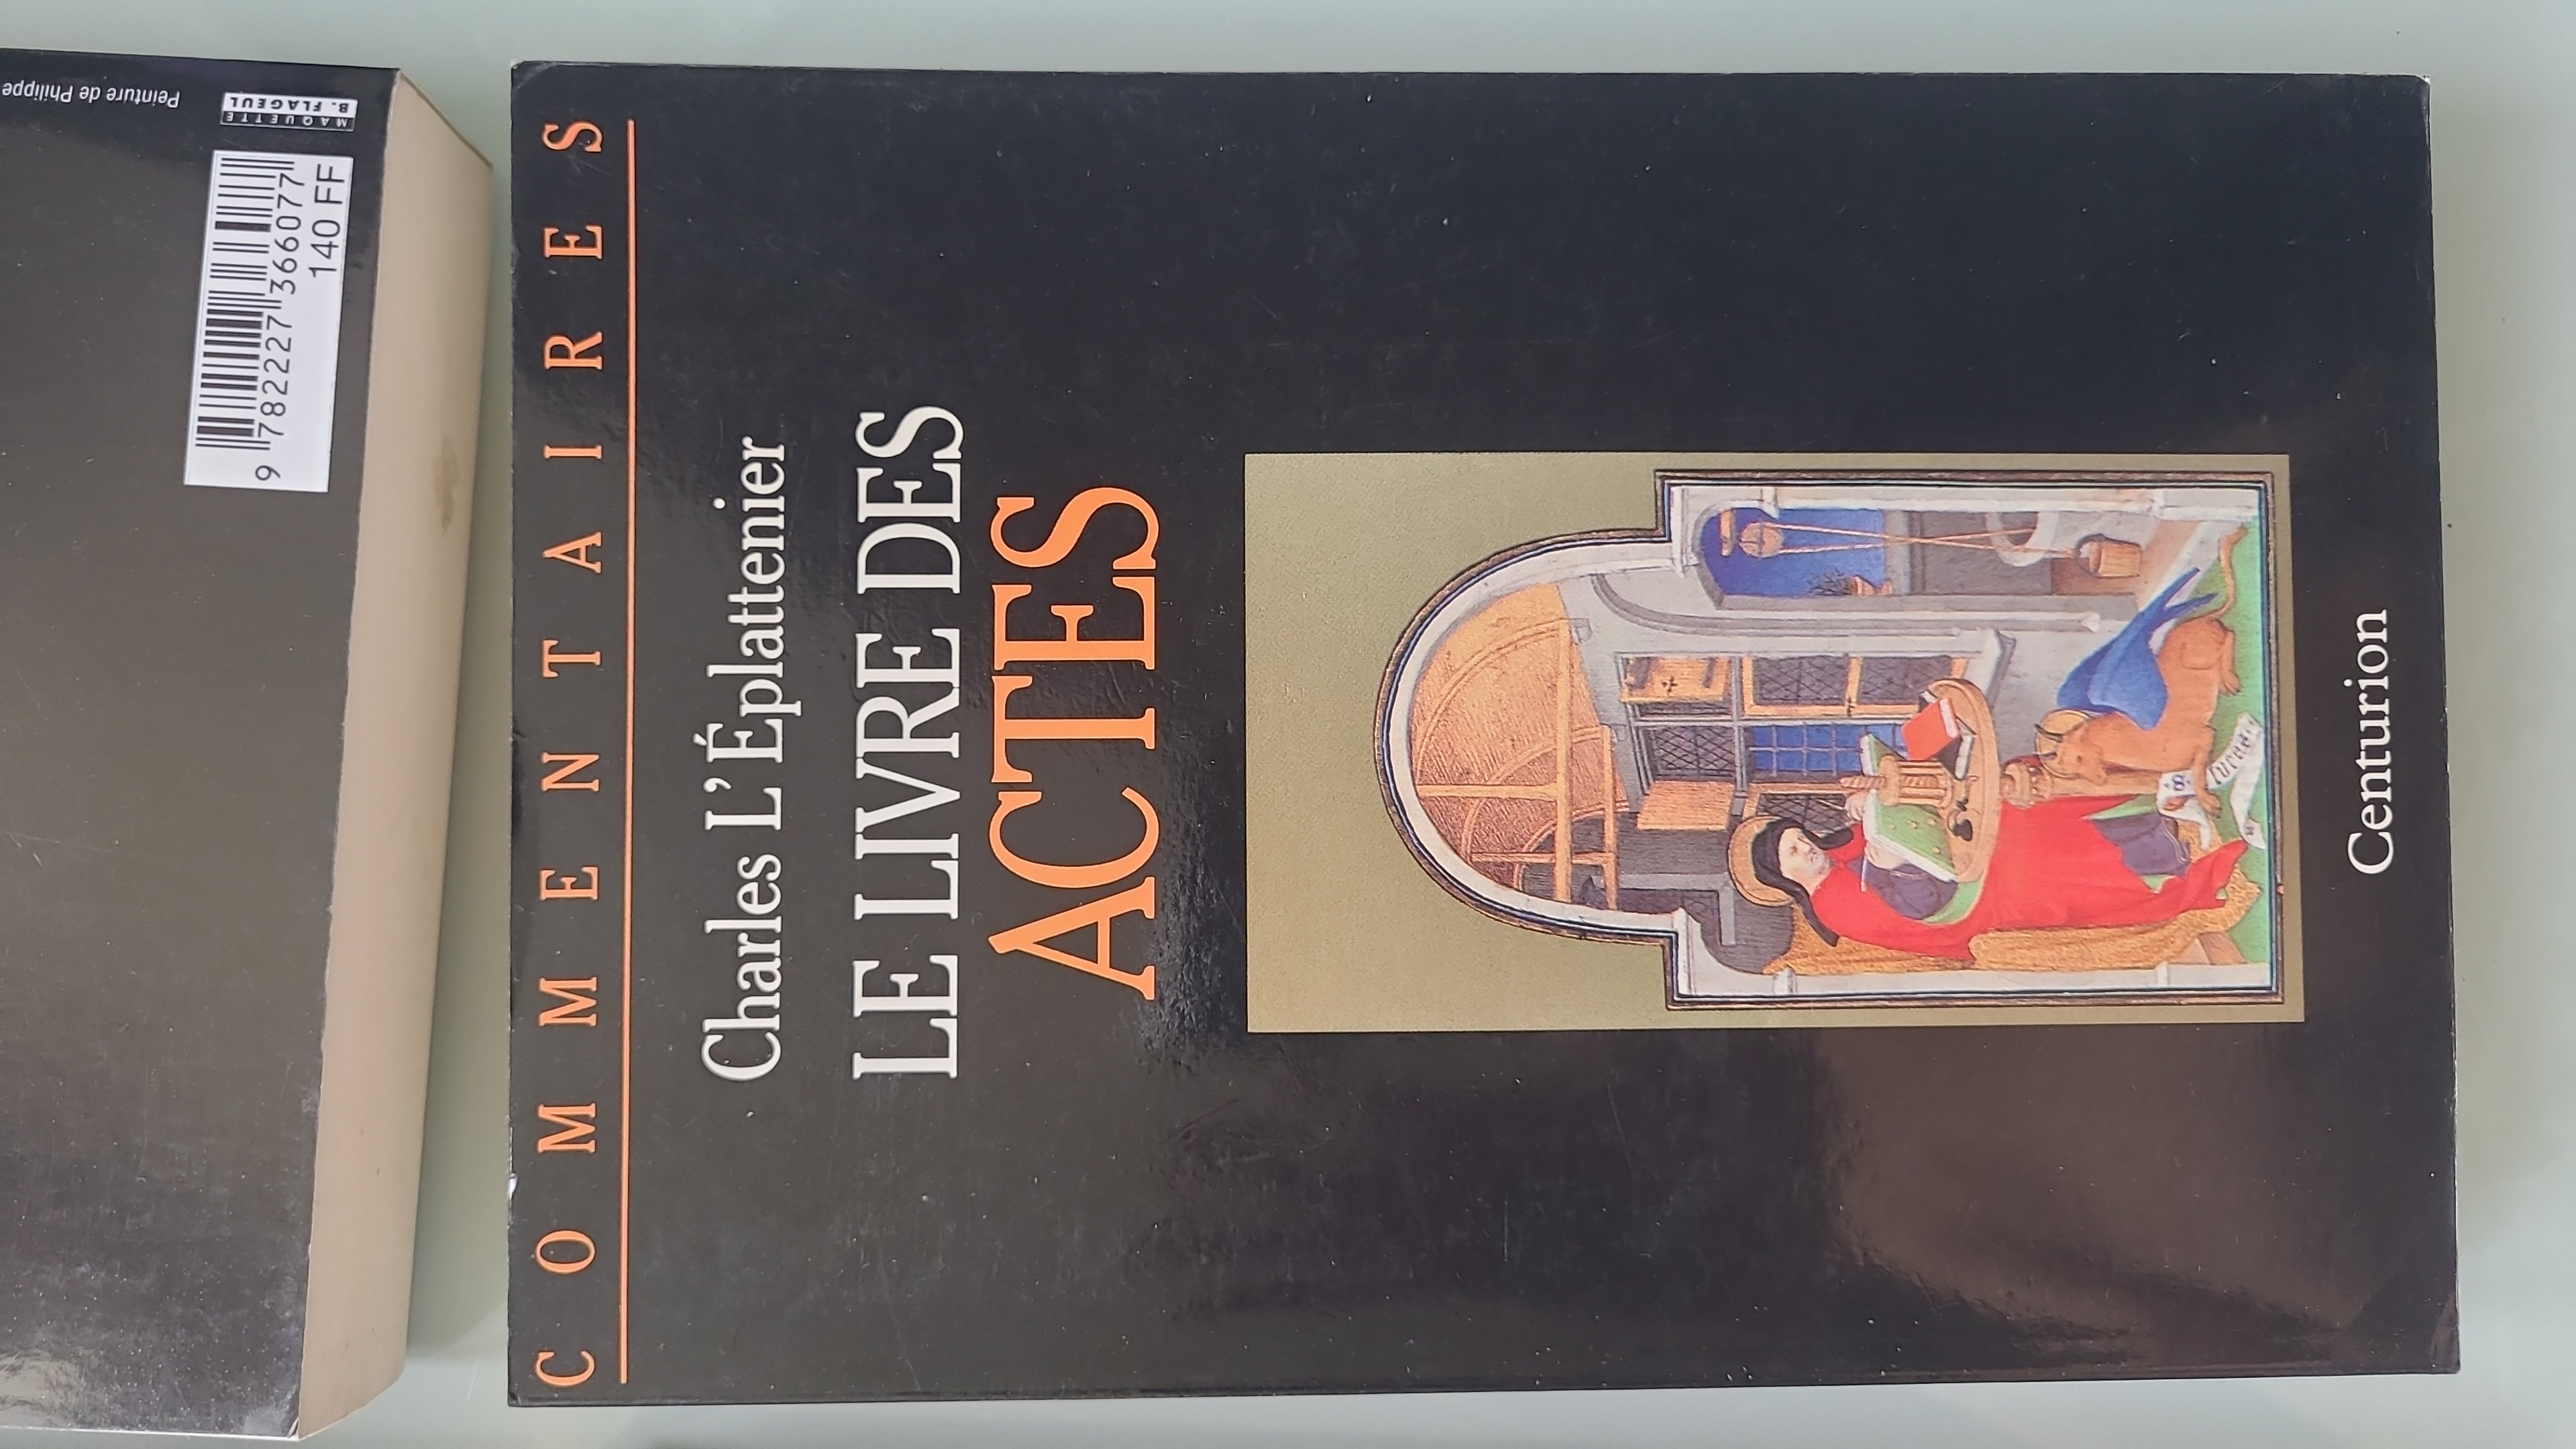 Peinture de Philippe
MAQUETTE
B. FLAGEUL
9 782227 366077
140 FF
COMMENTAIRES
Charles L'Éplattenier
LE LIVRE DES
ACTES
Centurion